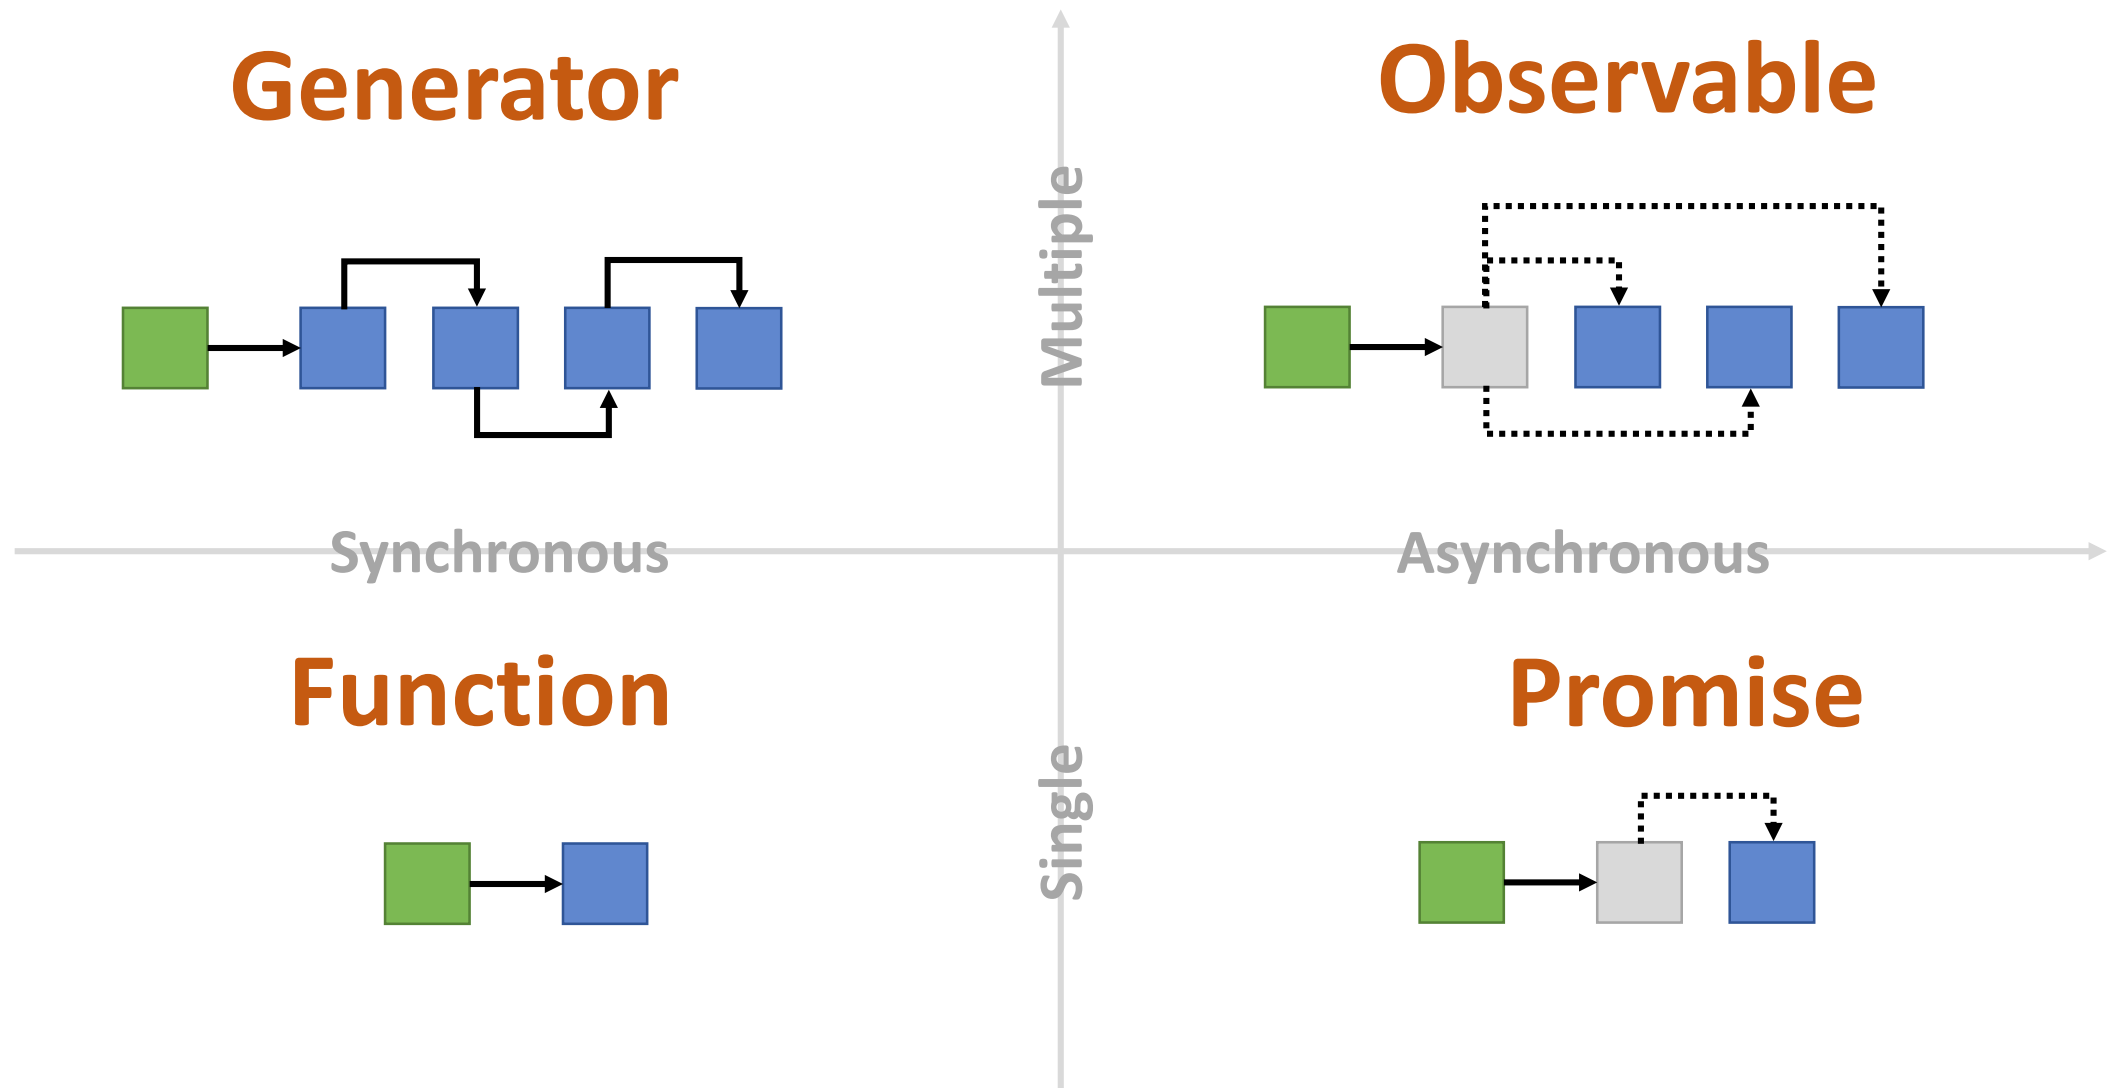 Generator
Observable
Multiple
Synchronous
Asynchronous
Function
Promise
Single